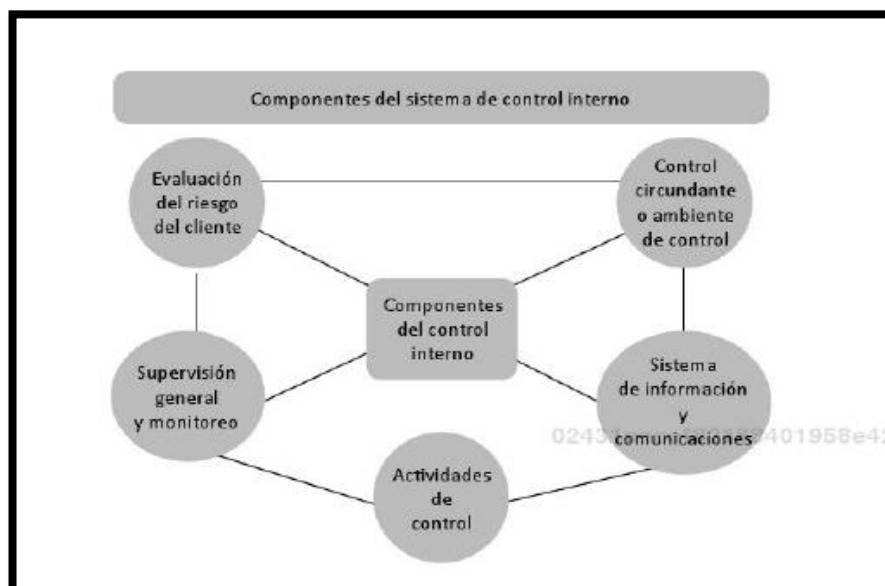 Componentes del sistema de control interno
Evaluación
del riesgo
del cliente
Control
circundante
o ambiente
de control
Componentes
del control
interno
Supervisión
general
y monitoreo
Sistema
de información
y
comunicaciones
Actividades
de
control